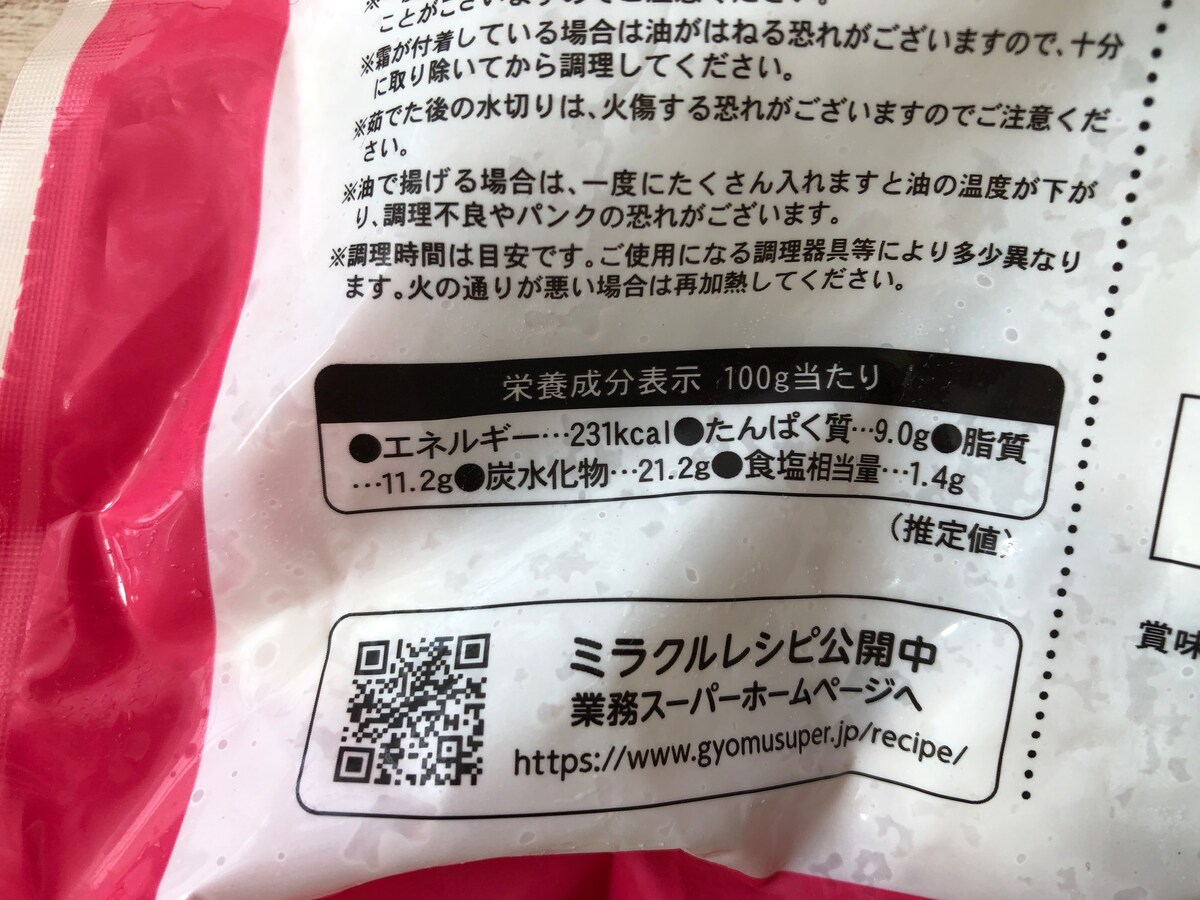 ことがございますのでご注意ください。
※霜が付着している場合は油がはねる恐れがございますので、十分
に取り除いてから調理してください。
※茹でた後の水切りは、火傷する恐れがございますのでご注意くだ
さい。
※油で揚げる場合は、一度にたくさん入れますと油の温度が下が
り、調理不良やパンクの恐れがございます。
※調理時間は目安です。ご使用になる調理器具等により多少異なり
ます。火の通りが悪い場合は再加熱してください。
栄養成分表示 100g当たり
●エネルギー…231kcal●たんぱく質…9.0g●脂質
…11.2g●炭水化物…21.2g●食塩相当量…1.4g
（推定値）
ミラクルレシピ公開中
業務スーパーホームページへ
https://www.gyomusuper.jp/recipe/
賞味